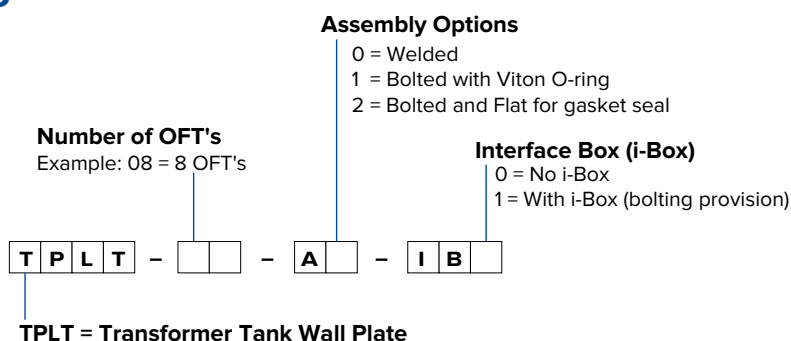 Assembly Options
0 = Welded
1 = Bolted with Viton O-ring
2 = Bolted and Flat for gasket seal
Number of OFT's
Example: 08 = 8 OFT's
Interface Box (i-Box)
0 = No i-Box
1 = With i-Box (bolting provision)
T P L T – – A – I B
TPLT = Transformer Tank Wall Plate